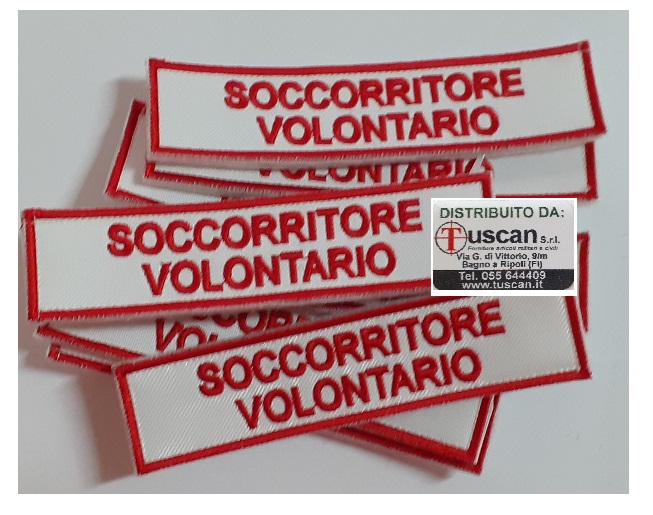 SOCCORRITORE
VOLONTARIO
VOLONTARIO
SOCCORRITORE
VOLONTARIO
DISTRIBUITO DA:
Tuscan S.r.l.
Forniture articoli militari e civili
Via G. di Vittorio, 9/m
Bagno a Ripoli (FI)
Tel. 055 644409
www.tuscan.it
SOCCORRITORE
VOLONTARIO